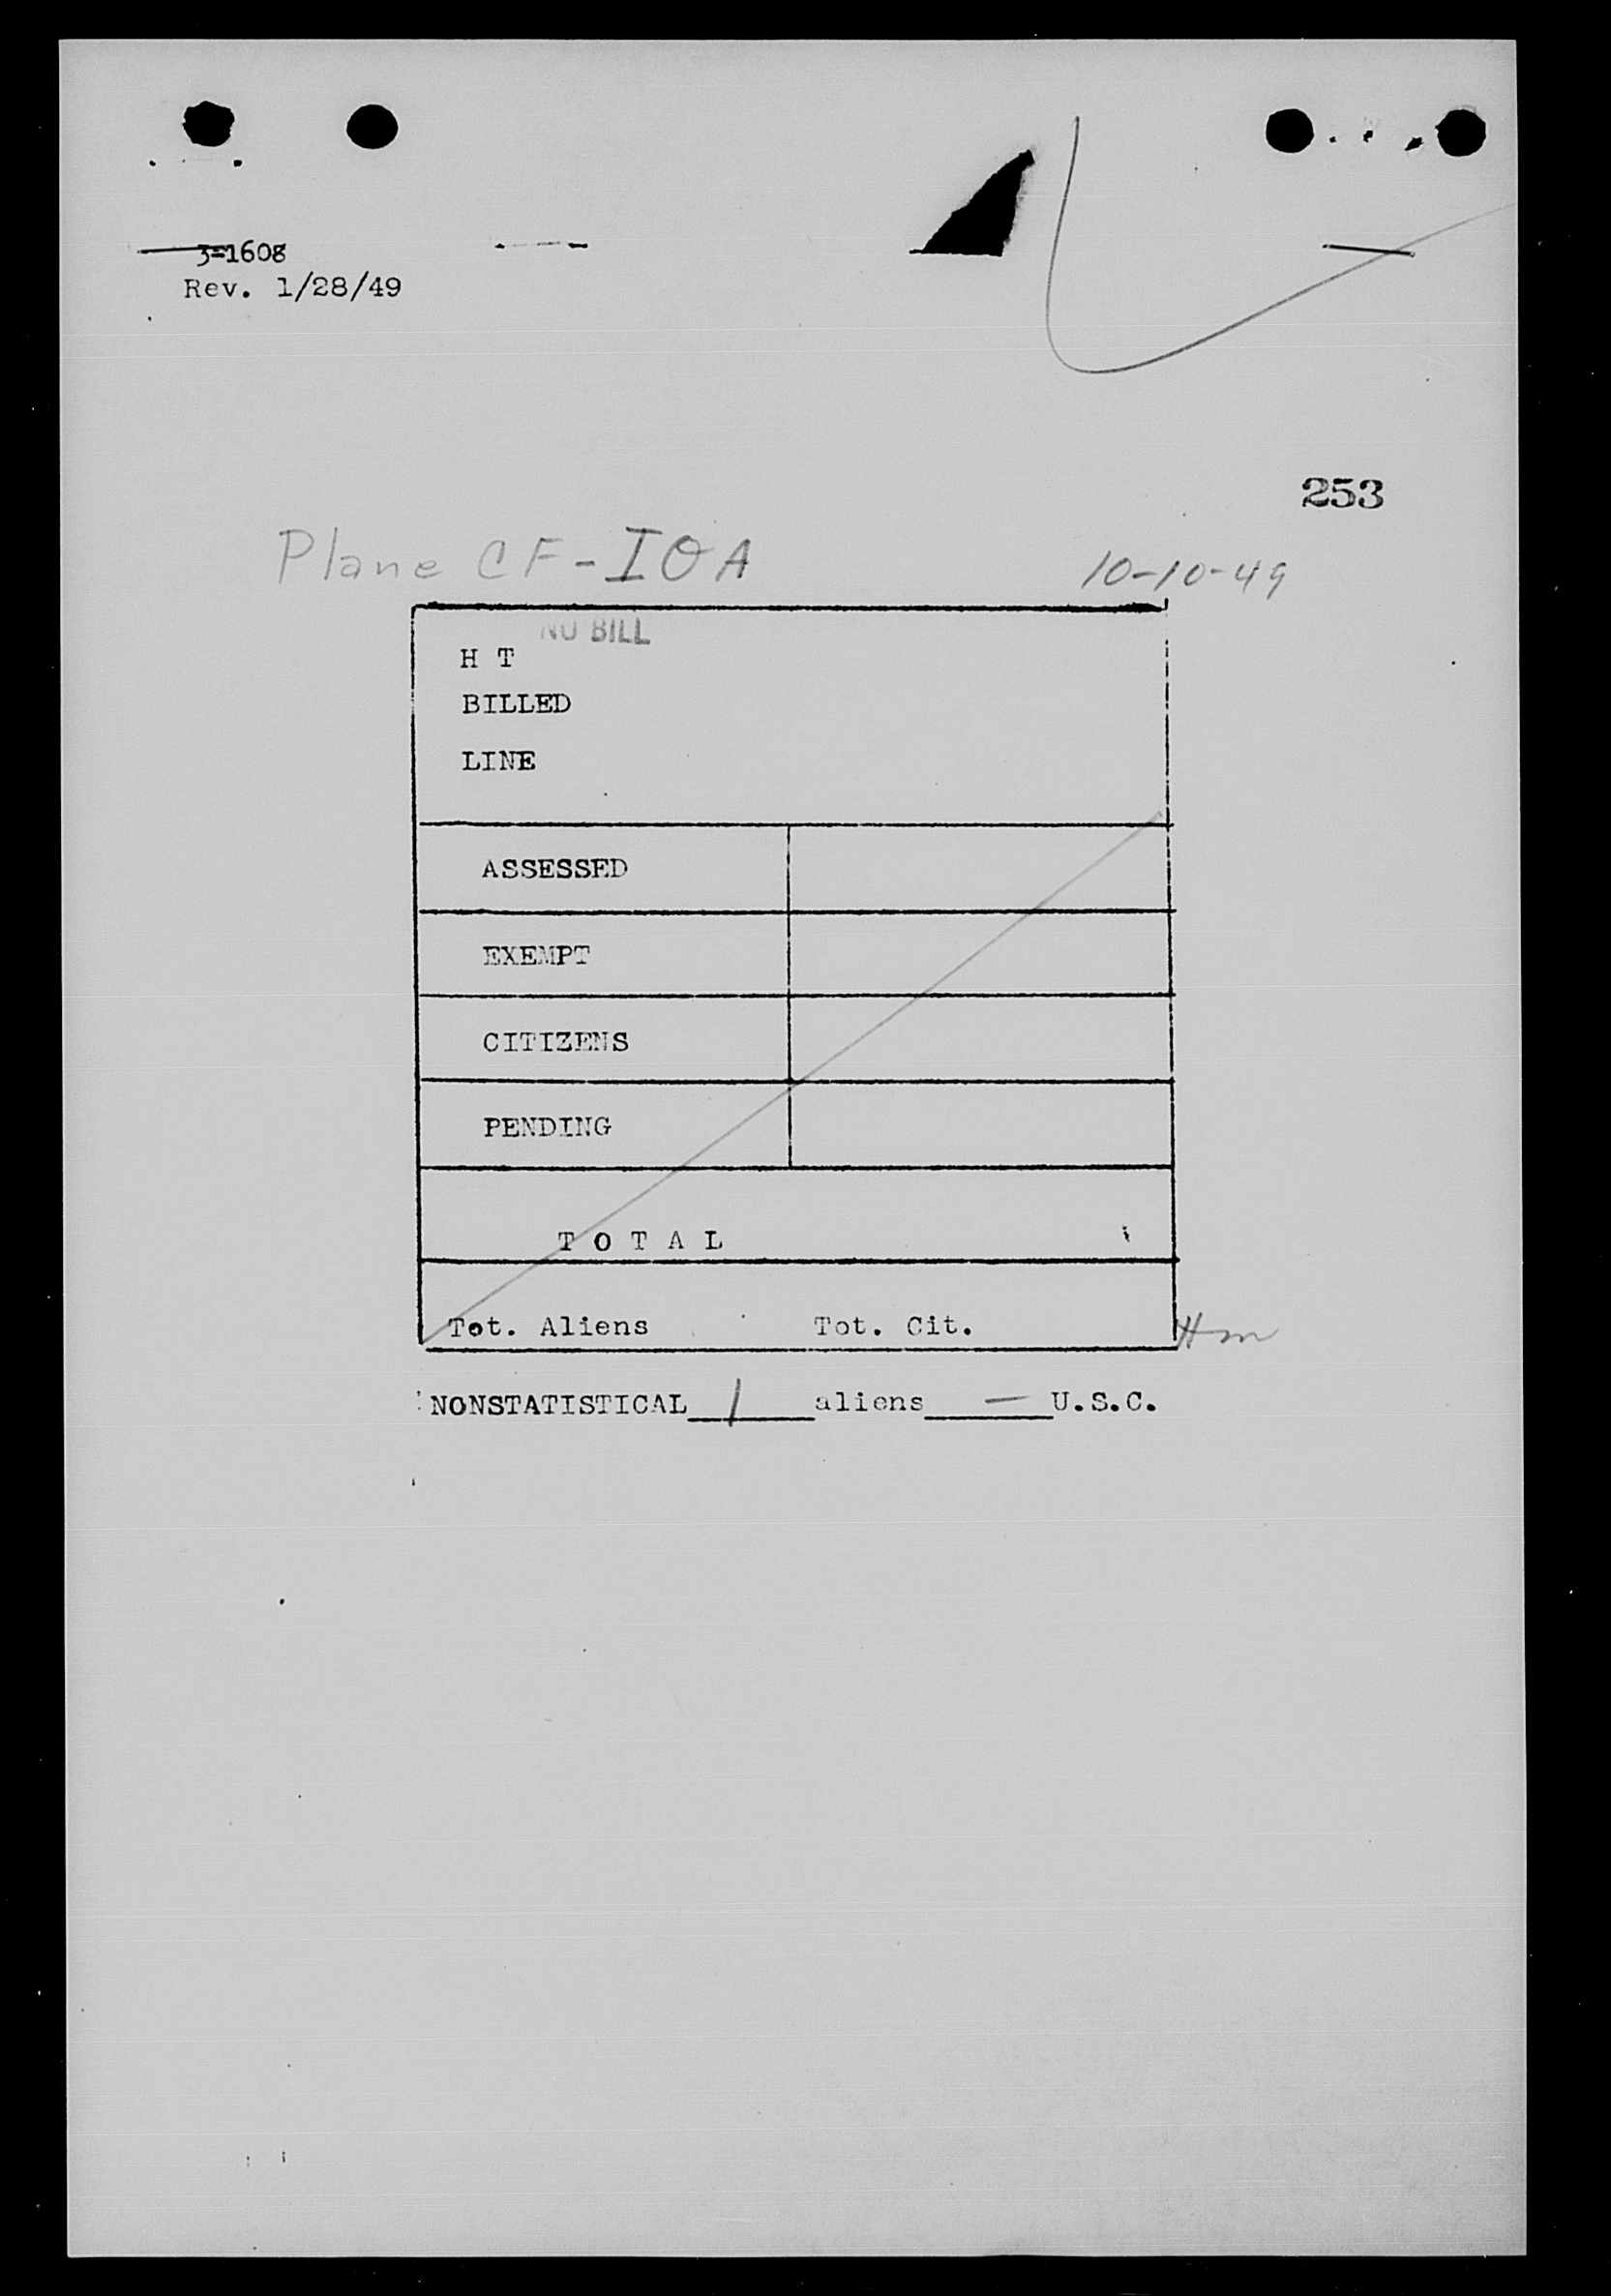 3-1608
Rev. 1/28/49
253
Plane CF-IOA 10-10-49
NO BILL
H T
BILLED
LINE
ASSESSED
EXEMPT
CITIZENS
PENDING
T O T A L
Tot. Aliens Tot. Cit.
Hm
NONSTATISTICAL / aliens — U.S.C.